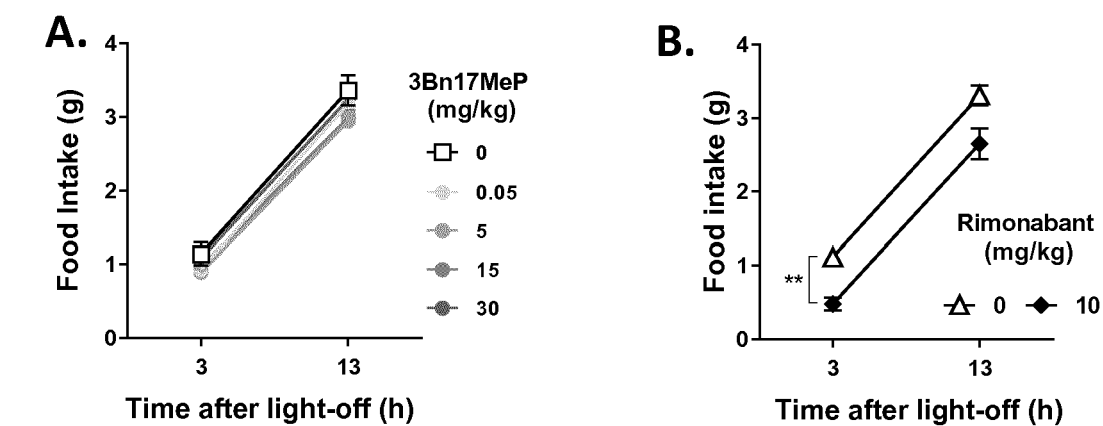 A.
Food Intake (g)
4
3
2
1
0
3
13
Time after light-off (h)
3Bn17MeP
(mg/kg)
0
0.05
5
15
30
B.
Food intake (g)
4
3
2
1
0
**
3
13
Time after light-off (h)
Rimonabant
(mg/kg)
0 10